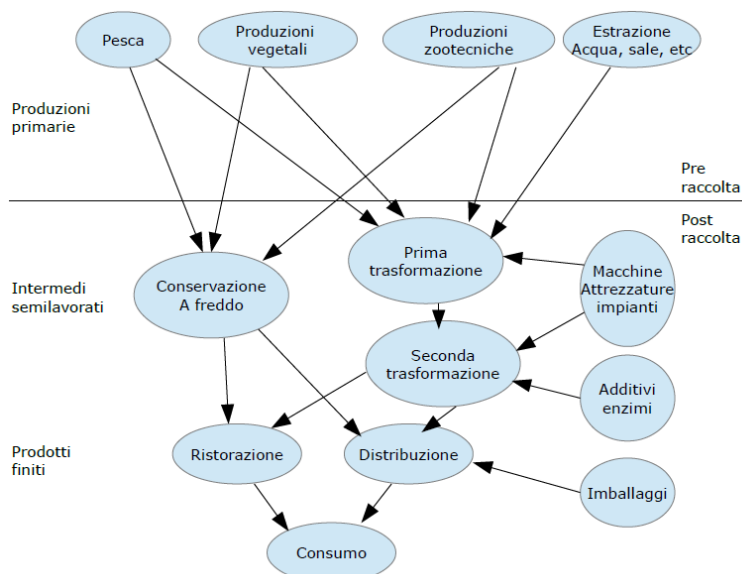 Pesca
Produzioni
vegetali
Produzioni
zootecniche
Estrazione
Acqua, sale, etc
Produzioni
primarie
Pre
raccolta
Post
raccolta
Prima
trasformazione
Macchine
Attrezzature
impianti
Intermedi
semilavorati
Conservazione
A freddo
Seconda
trasformazione
Additivi
enzimi
Prodotti
finiti
Ristorazione
Distribuzione
Imballaggi
Consumo